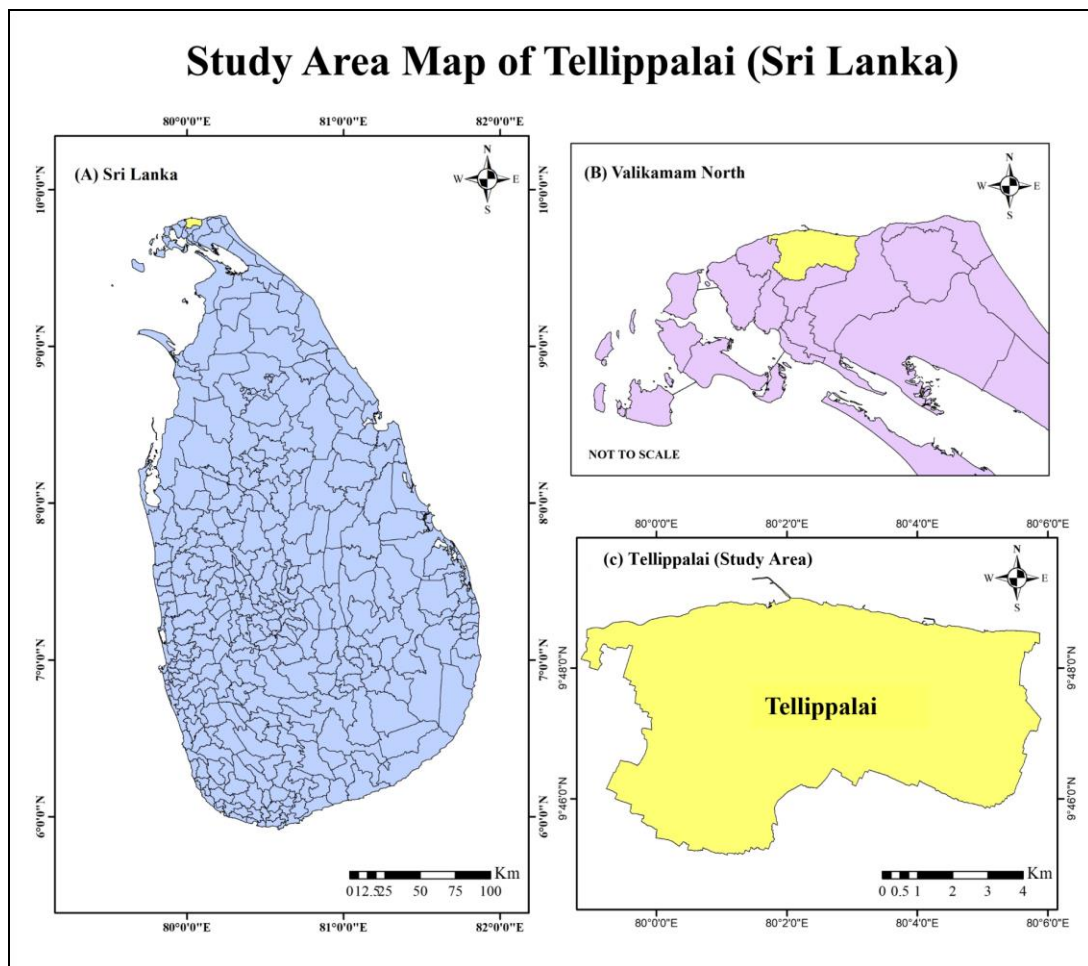 Study Area Map of Tellippalai (Sri Lanka)
80°0'0"E 81°0'0"E 82°0'0"E
(A) Sri Lanka
N
W E
S
10°0'0"N
9°0'0"N
8°0'0"N
7°0'0"N
6°0'0"N
10°0'0"N
9°0'0"N
8°0'0"N
7°0'0"N
6°0'0"N
Km
0 12.525 50 75 100
80°0'0"E 81°0'0"E 82°0'0"E
(B) Valikamam North
N
W E
S
NOT TO SCALE
80°0'0"E 80°2'0"E 80°4'0"E 80°6'0"E
(c) Tellippalai (Study Area)
N
W E
S
9°48'0"N
9°46'0"N
Tellippalai
9°48'0"N
9°46'0"N
Km
0 0.5 1 2 3 4
80°0'0"E 80°2'0"E 80°4'0"E 80°6'0"E